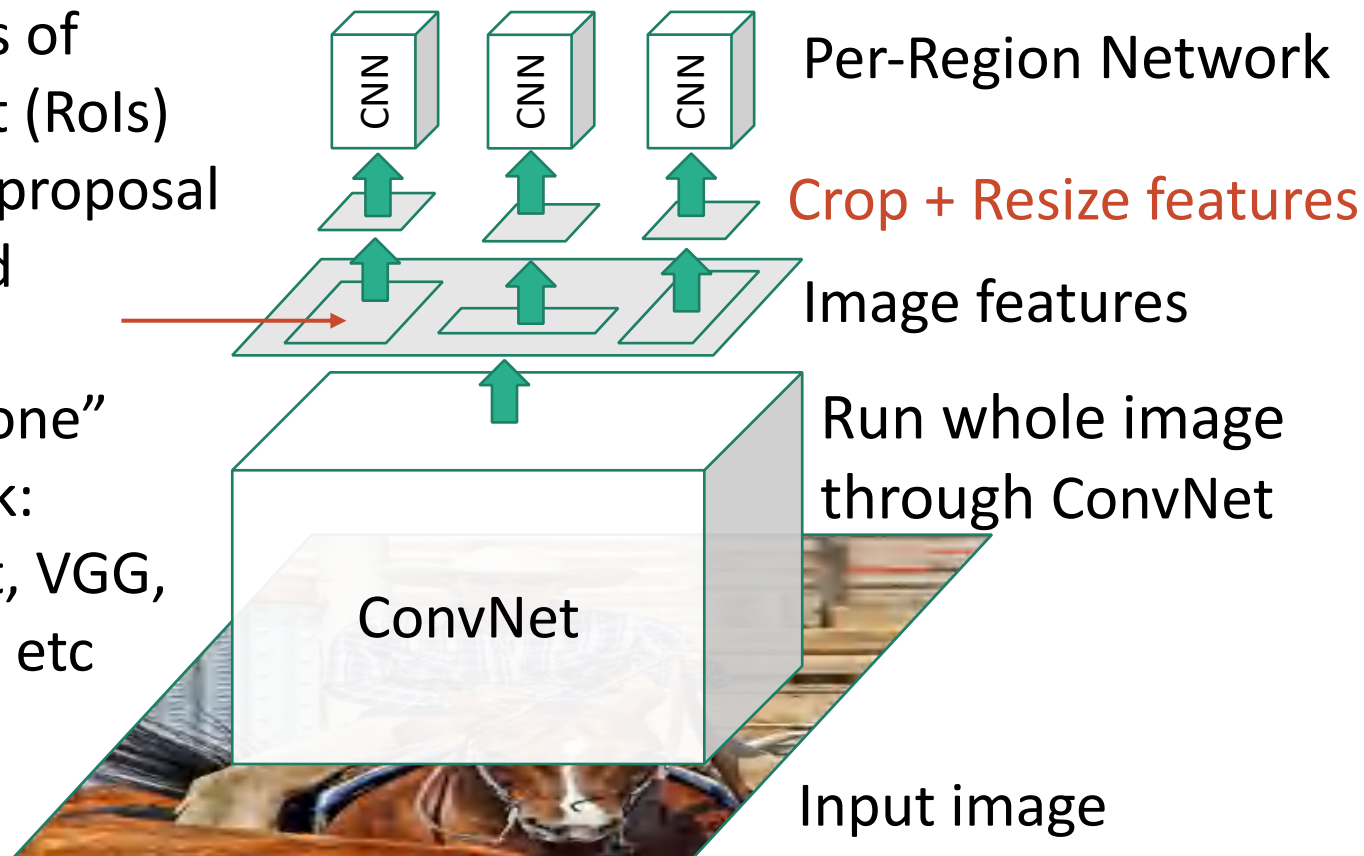 s of
t (RoIs)
proposal
d
one”
k:
t, VGG,
etc
CNN
CNN
CNN
Per-Region Network
Crop + Resize features
Image features
Run whole image
through ConvNet
ConvNet
Input image